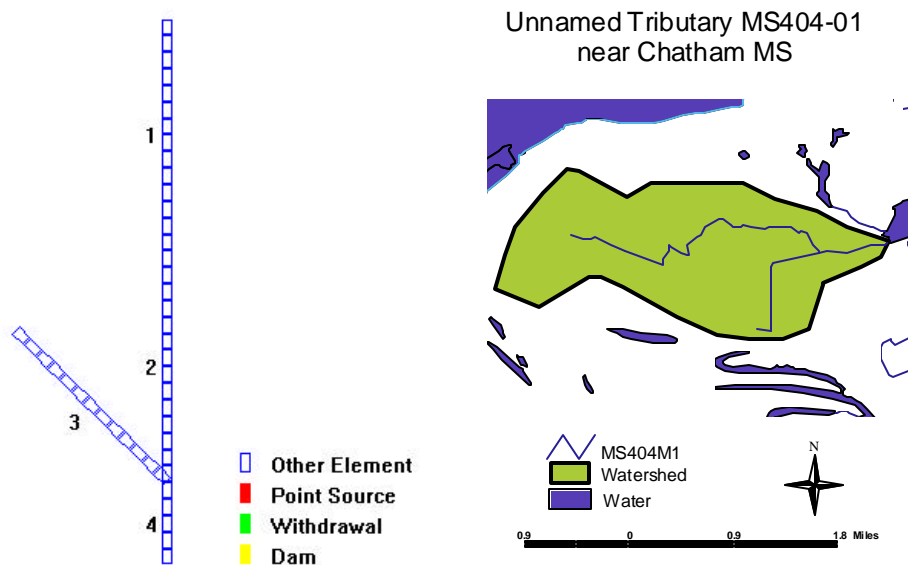 1
2
3
4
Other Element
Point Source
Withdrawal
Dam
Unnamed Tributary MS404-01
near Chatham MS
MS404M1
Watershed
Water
N
0.9 0 0.9 1.8 Miles